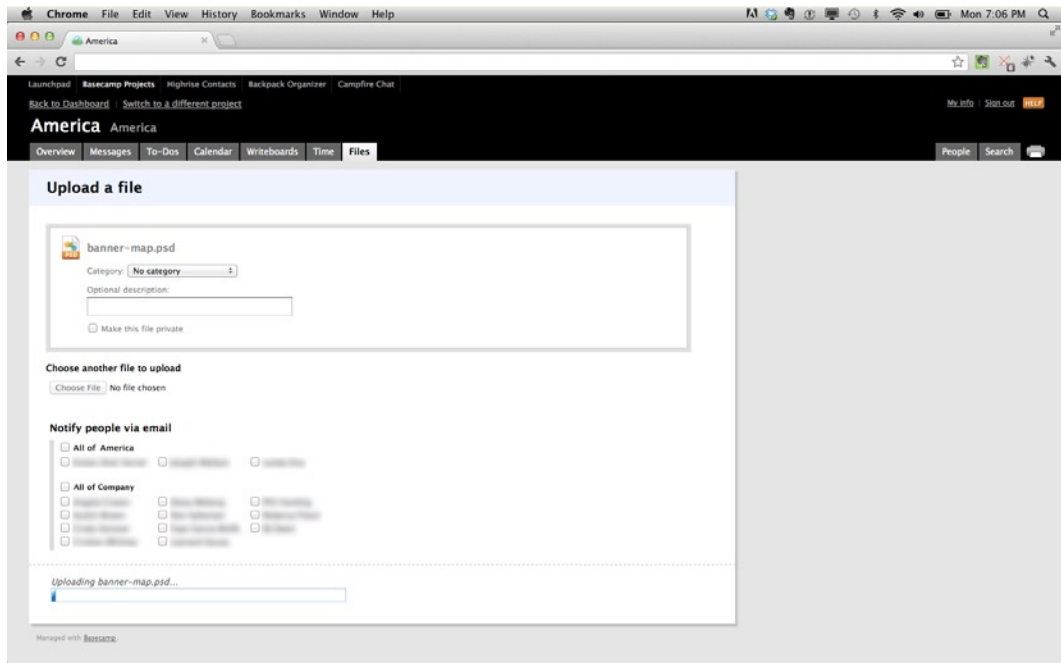 Chrome File Edit View History Bookmarks Window Help Mon 7:06 PM
America
Launchpad Basecamp Projects Highrise Contacts Backpack Organizer Campfire Chat
Back to Dashboard | Switch to a different project My info | Sign out HELP
America America
Overview Messages To-Dos Calendar Writeboards Time Files People Search
Upload a file
PSD
banner-map.psd
Category: No category
Optional description:
Make this file private
Choose another file to upload
Choose File No file chosen
Notify people via email
All of America
All of Company
Uploading banner-map.psd...
Managed with Basecamp.